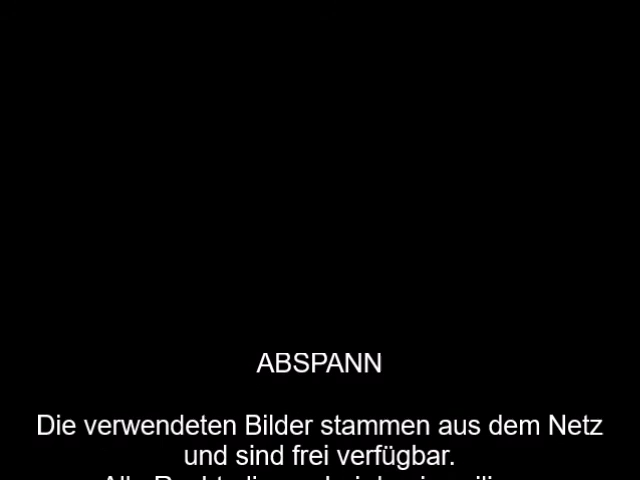 ABSPANN
Die verwendeten Bilder stammen aus dem Netz
und sind frei verfügbar.